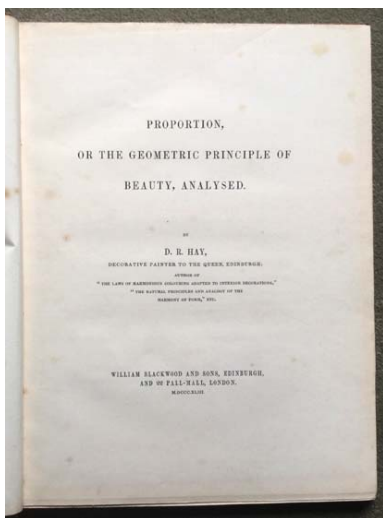 PROPORTION,
OR THE GEOMETRIC PRINCIPLE OF
BEAUTY, ANALYSED.
BY
D. R. HAY,
DECORATIVE PAINTER TO THE QUEEN, EDINBURGH.
AUTHOR OF
"THE LAWS OF HARMONIOUS COLOURING ADAPTED TO INTERIOR DECORATIONS,"
"THE NATURAL PRINCIPLES AND ANALOGY OF THE
HARMONY OF FORM," ETC.
WILLIAM BLACKWOOD AND SONS, EDINBURGH,
AND 22 PALL-MALL, LONDON.
M.DCCC.XLIII.